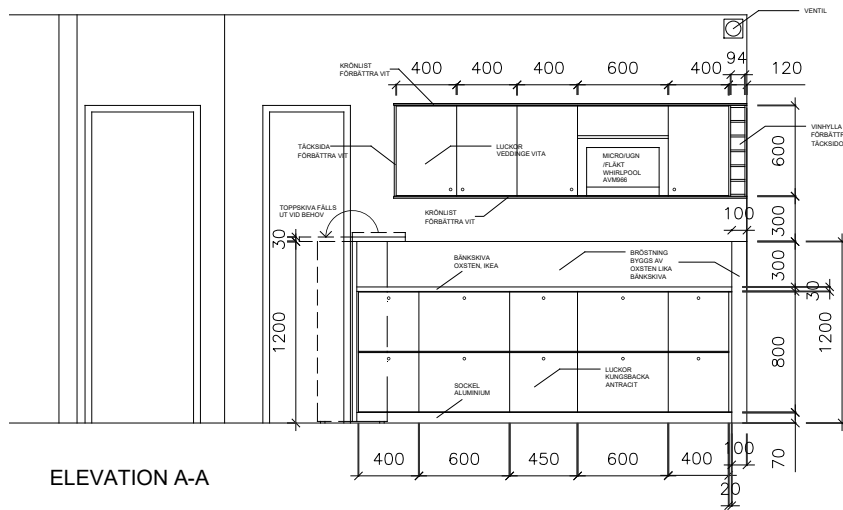 VENTIL
94
KRÖNLIST
FÖRBÄTTRA VIT
400
400
400
600
400
120
VINHYLLA
FÖRBÄTTR
TÄCKSIDO
TÄCKSIDA
FÖRBÄTTRA VIT
LUCKOR
VEDDINGE VITA
MICRO/UGN
/FLÄKT
WHIRLPOOL
AVM966
600
TOPPSKIVA FÄLLS
UT VID BEHOV
KRÖNLIST
FÖRBÄTTRA VIT
100
300
30
BÄNKSKIVA
OXSTEN, IKEA
BRÖSTNING
BYGGS AV
OXSTEN LIKA
BÄNKSKIVA
300
30
1200
800
1200
LUCKOR
KUNGSBACKA
ANTRACIT
SOCKEL
ALUMINIUM
400
600
450
600
400
100
70
20
ELEVATION A-A